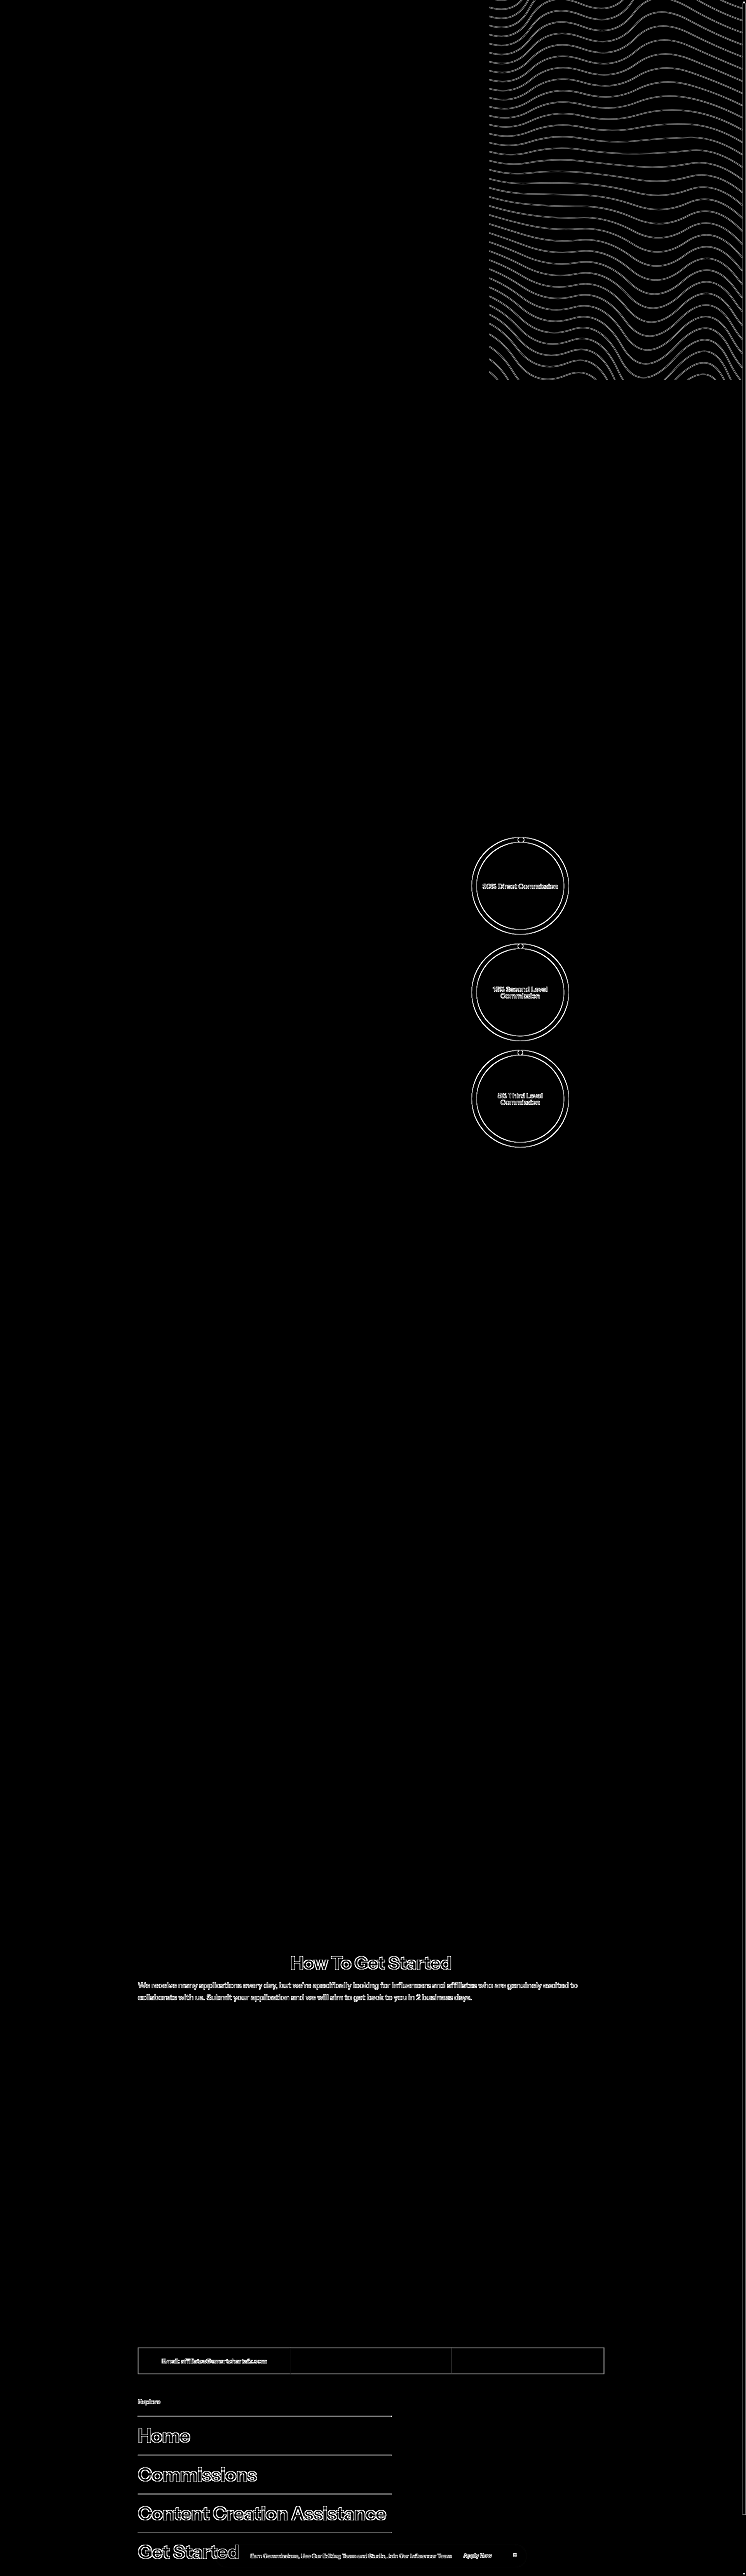 30% Direct Commission
15% Second Level
Commission
5% Third Level
Commission
How To Get Started
We receive many applications every day, but we're specifically looking for influencers and affiliates who are genuinely excited to
collaborate with us. Submit your application and we will aim to get back to you in 2 business days.
Email: affiliates@smartchartsfx.com
Explore
Home
Commissions
Content Creation Assistance
Get Started
Earn Commissions, Use Our Editing Team and Studio, Join Our Influencer Team
Apply Now